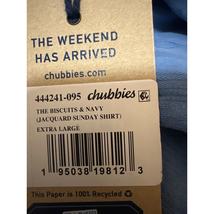 THE WEEKEND
HAS ARRIVED
chubbies.com
444241-095 chubbies
THE BISCUITS & NAVY
(JACQUARD SUNDAY SHIRT)
EXTRA LARGE
1 95038 19812 3
This Paper is 100% Recycled